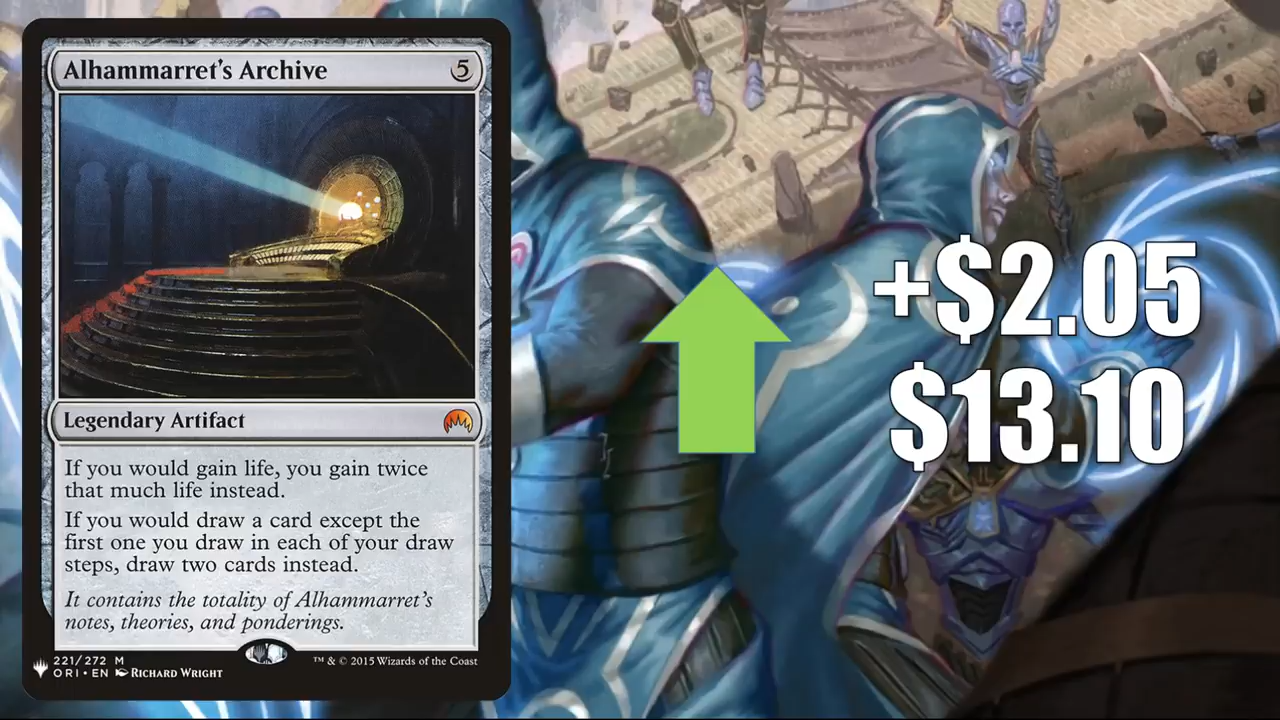 Alhammarret's Archive 5
Legendary Artifact
If you would gain life, you gain twice
that much life instead.
If you would draw a card except the
first one you draw in each of your draw
steps, draw two cards instead.
It contains the totality of Alhammarret's
notes, theories, and ponderings.
221/272 M
ORI • EN Richard Wright
™ & © 2015 Wizards of the Coast
+$2.05
$13.10